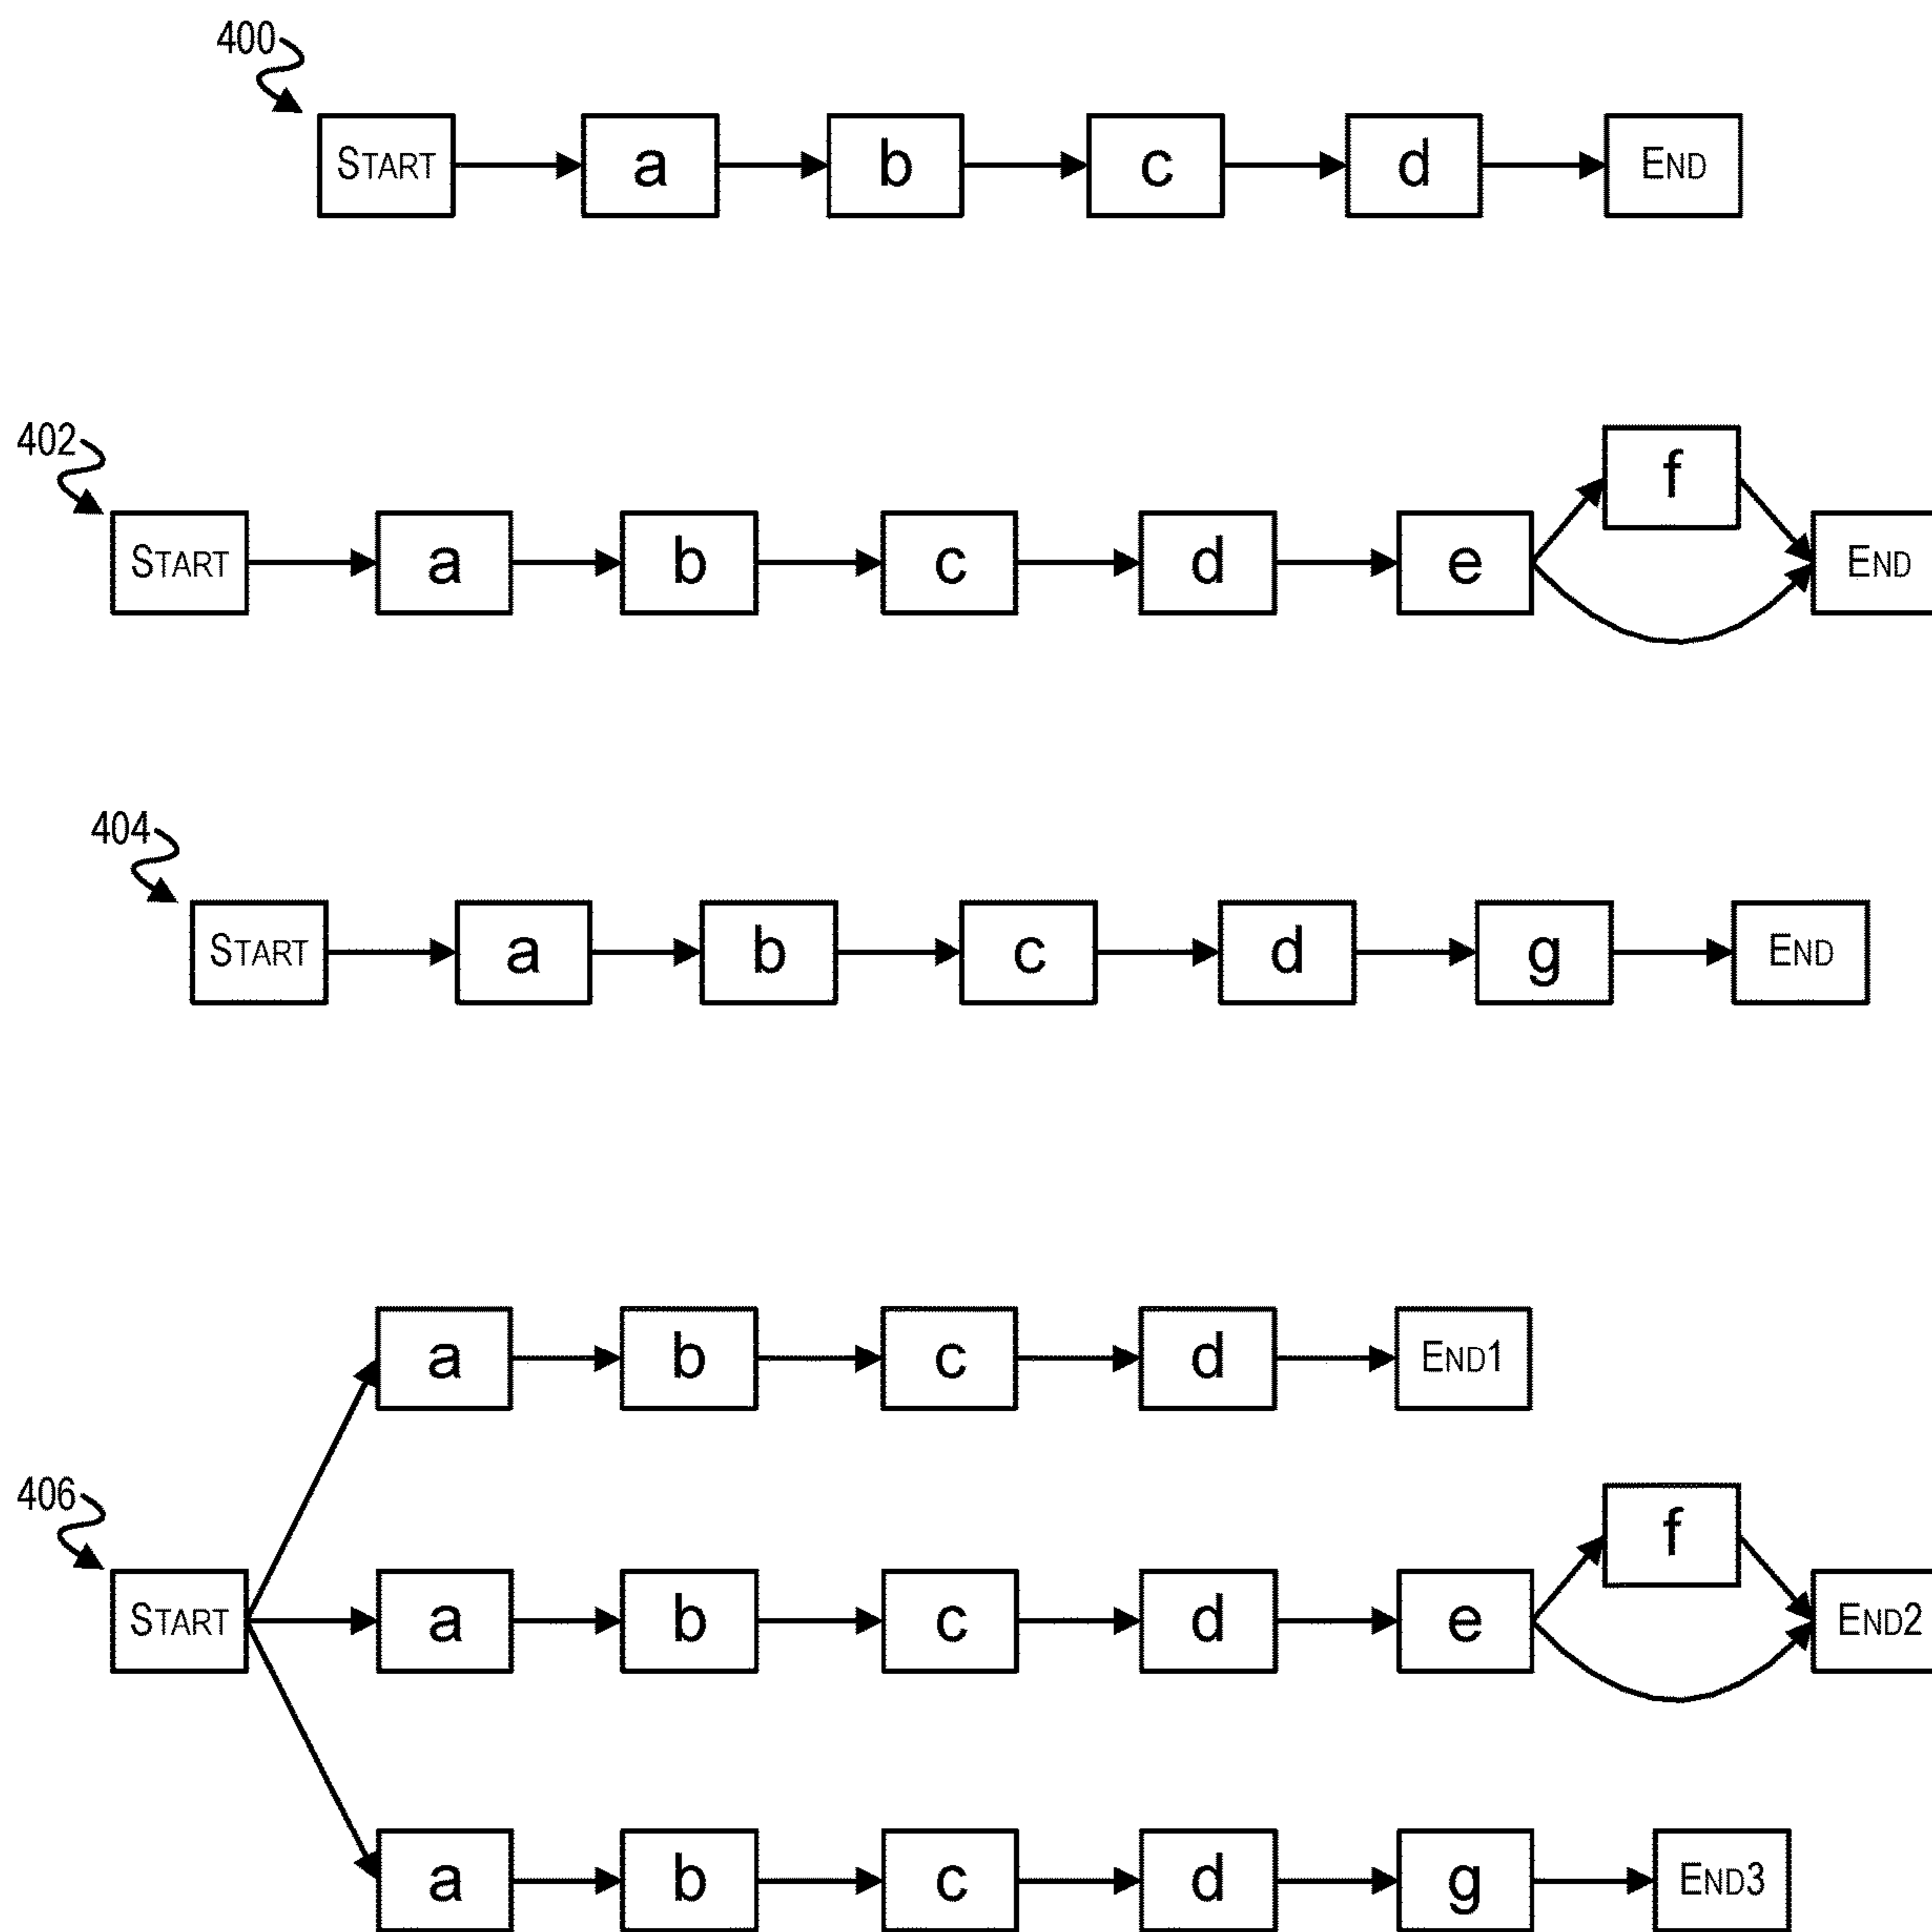 400
START a b c d END
402
f
START a b c d e END
404
START a b c d g END
a b c d END1
406
f
START a b c d e END2
a b c d g END3